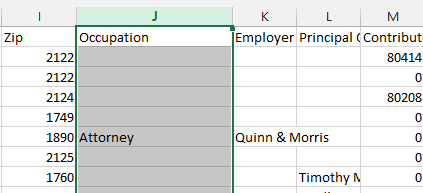 I J K L M
Zip Occupation Employer Principal Contribut
2122 80414
2122 0
2124 80208
1749 0
1890 Attorney Quinn & Morris 0
2125 0
1760 Timothy 0